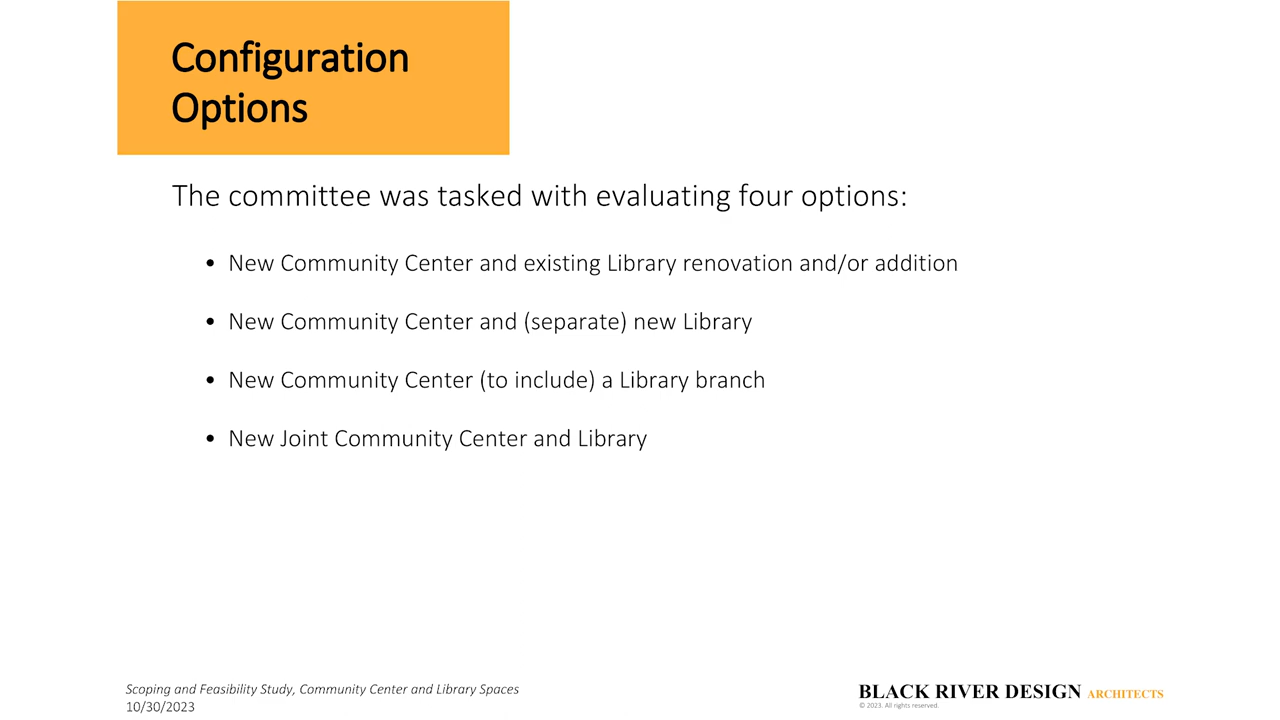 Configuration
Options
The committee was tasked with evaluating four options:
• New Community Center and existing Library renovation and/or addition
• New Community Center and (separate) new Library
• New Community Center (to include) a Library branch
• New Joint Community Center and Library
Scoping and Feasibility Study, Community Center and Library Spaces
10/30/2023
BLACK RIVER DESIGN ARCHITECTS
© 2023. All rights reserved.